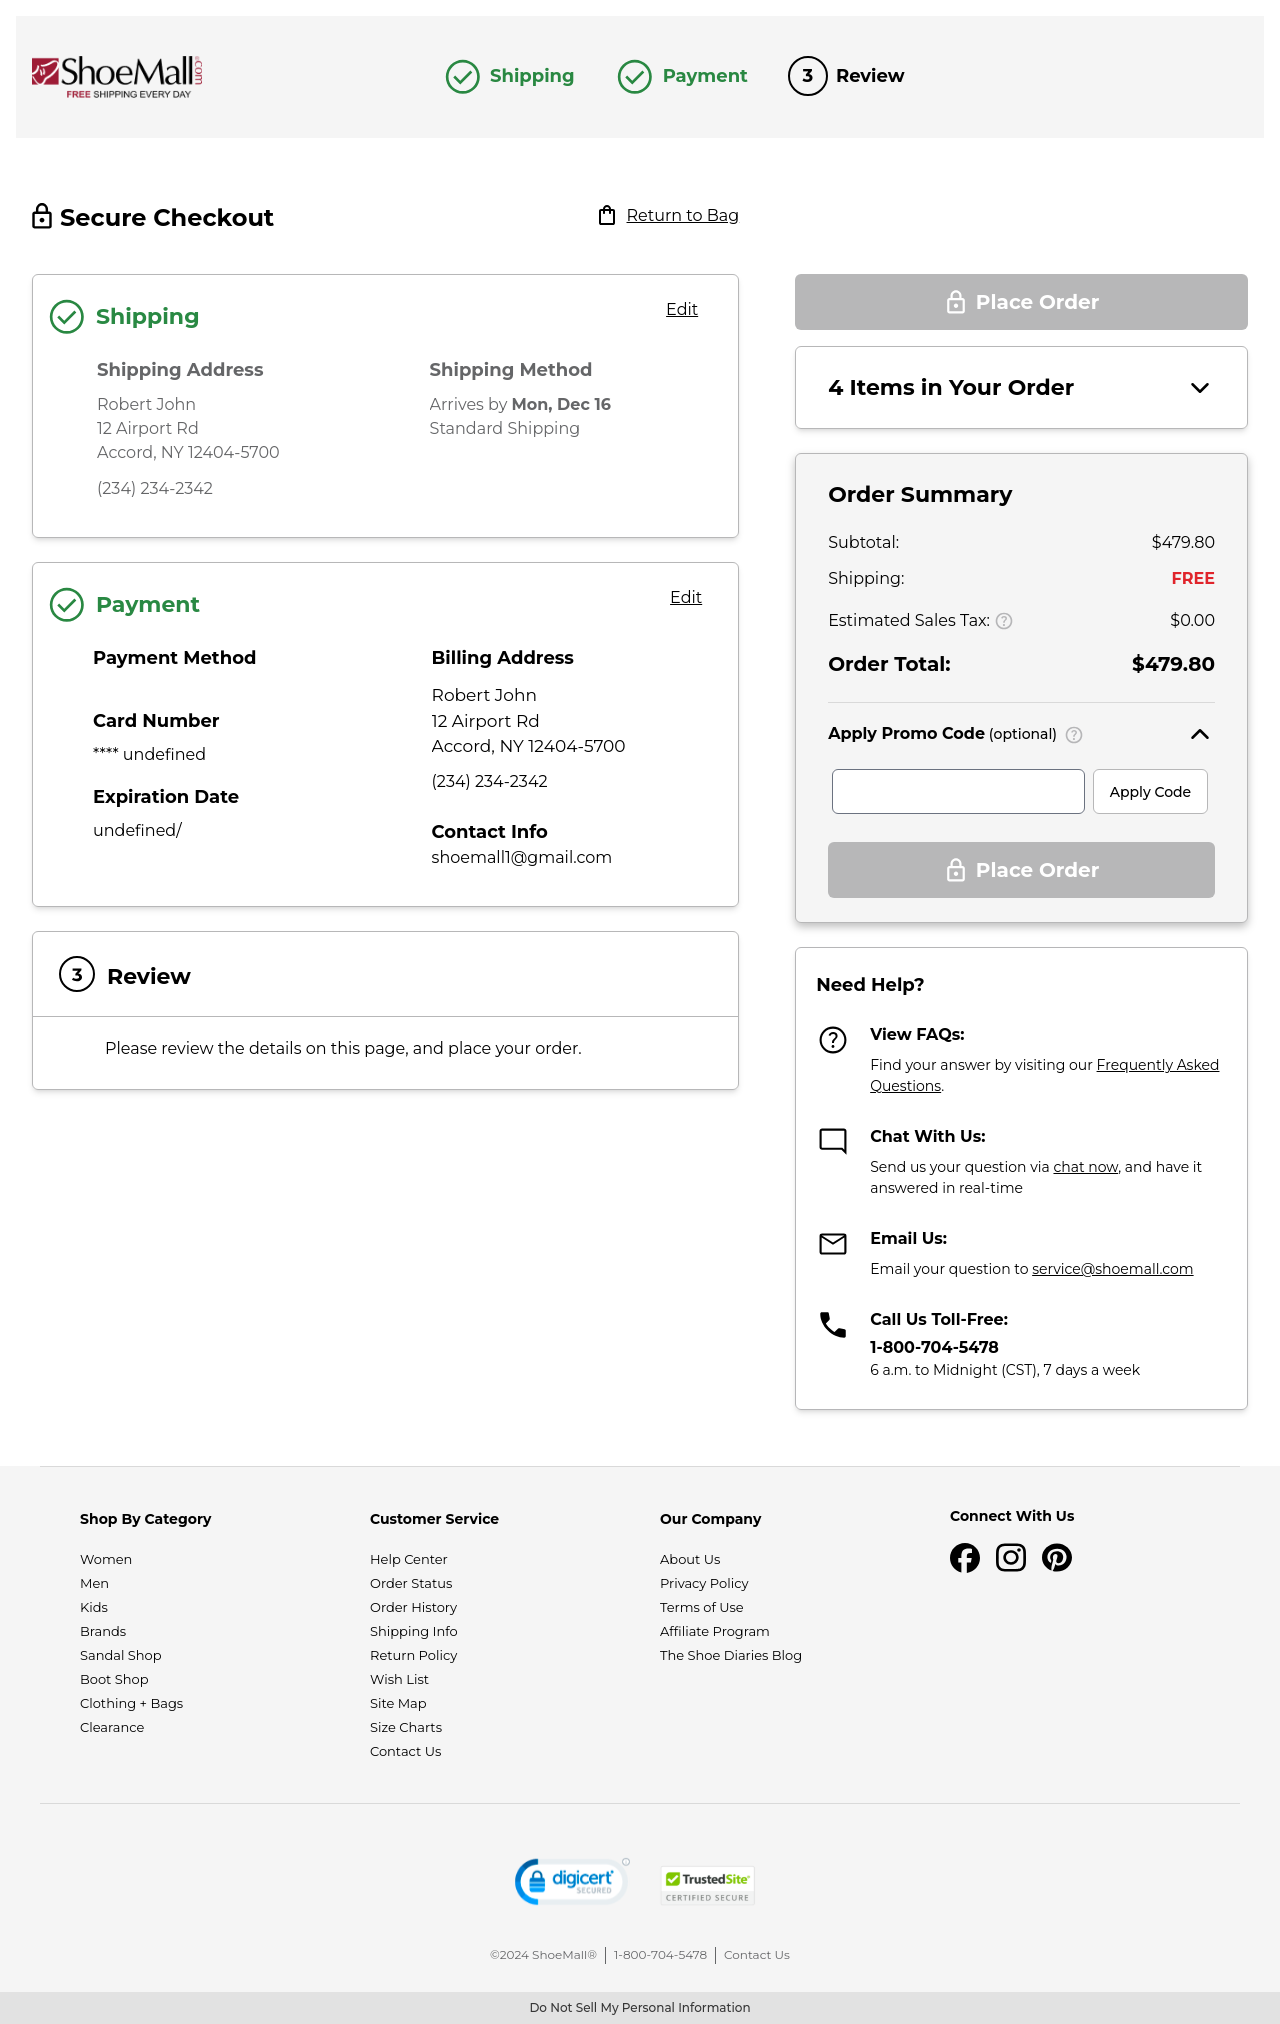 ShoeMall.com
FREE SHIPPING EVERY DAY
Shipping
Payment
3 Review
Secure Checkout
Return to Bag
Shipping
Edit
Shipping Address
Robert John
12 Airport Rd
Accord, NY 12404-5700
(234) 234-2342
Shipping Method
Arrives by Mon, Dec 16
Standard Shipping
Payment
Edit
Payment Method
Card Number
**** undefined
Expiration Date
undefined/
Billing Address
Robert John
12 Airport Rd
Accord, NY 12404-5700
(234) 234-2342
Contact Info
shoemall1@gmail.com
3 Review
Please review the details on this page, and place your order.
Place Order
4 Items in Your Order
Order Summary
Subtotal: $479.80
Shipping: FREE
Estimated Sales Tax: ? $0.00
Order Total: $479.80
Apply Promo Code (optional) ?
Apply Code
Place Order
Need Help?
View FAQs:
Find your answer by visiting our Frequently Asked
Questions.
Chat With Us:
Send us your question via chat now, and have it
answered in real-time
Email Us:
Email your question to service@shoemall.com
Call Us Toll-Free:
1-800-704-5478
6 a.m. to Midnight (CST), 7 days a week
Shop By Category
Women
Men
Kids
Brands
Sandal Shop
Boot Shop
Clothing + Bags
Clearance
Customer Service
Help Center
Order Status
Order History
Shipping Info
Return Policy
Wish List
Site Map
Size Charts
Contact Us
Our Company
About Us
Privacy Policy
Terms of Use
Affiliate Program
The Shoe Diaries Blog
Connect With Us
digicert
SECURED
TrustedSite
CERTIFIED SECURE
©2024 ShoeMall® | 1-800-704-5478 | Contact Us
Do Not Sell My Personal Information